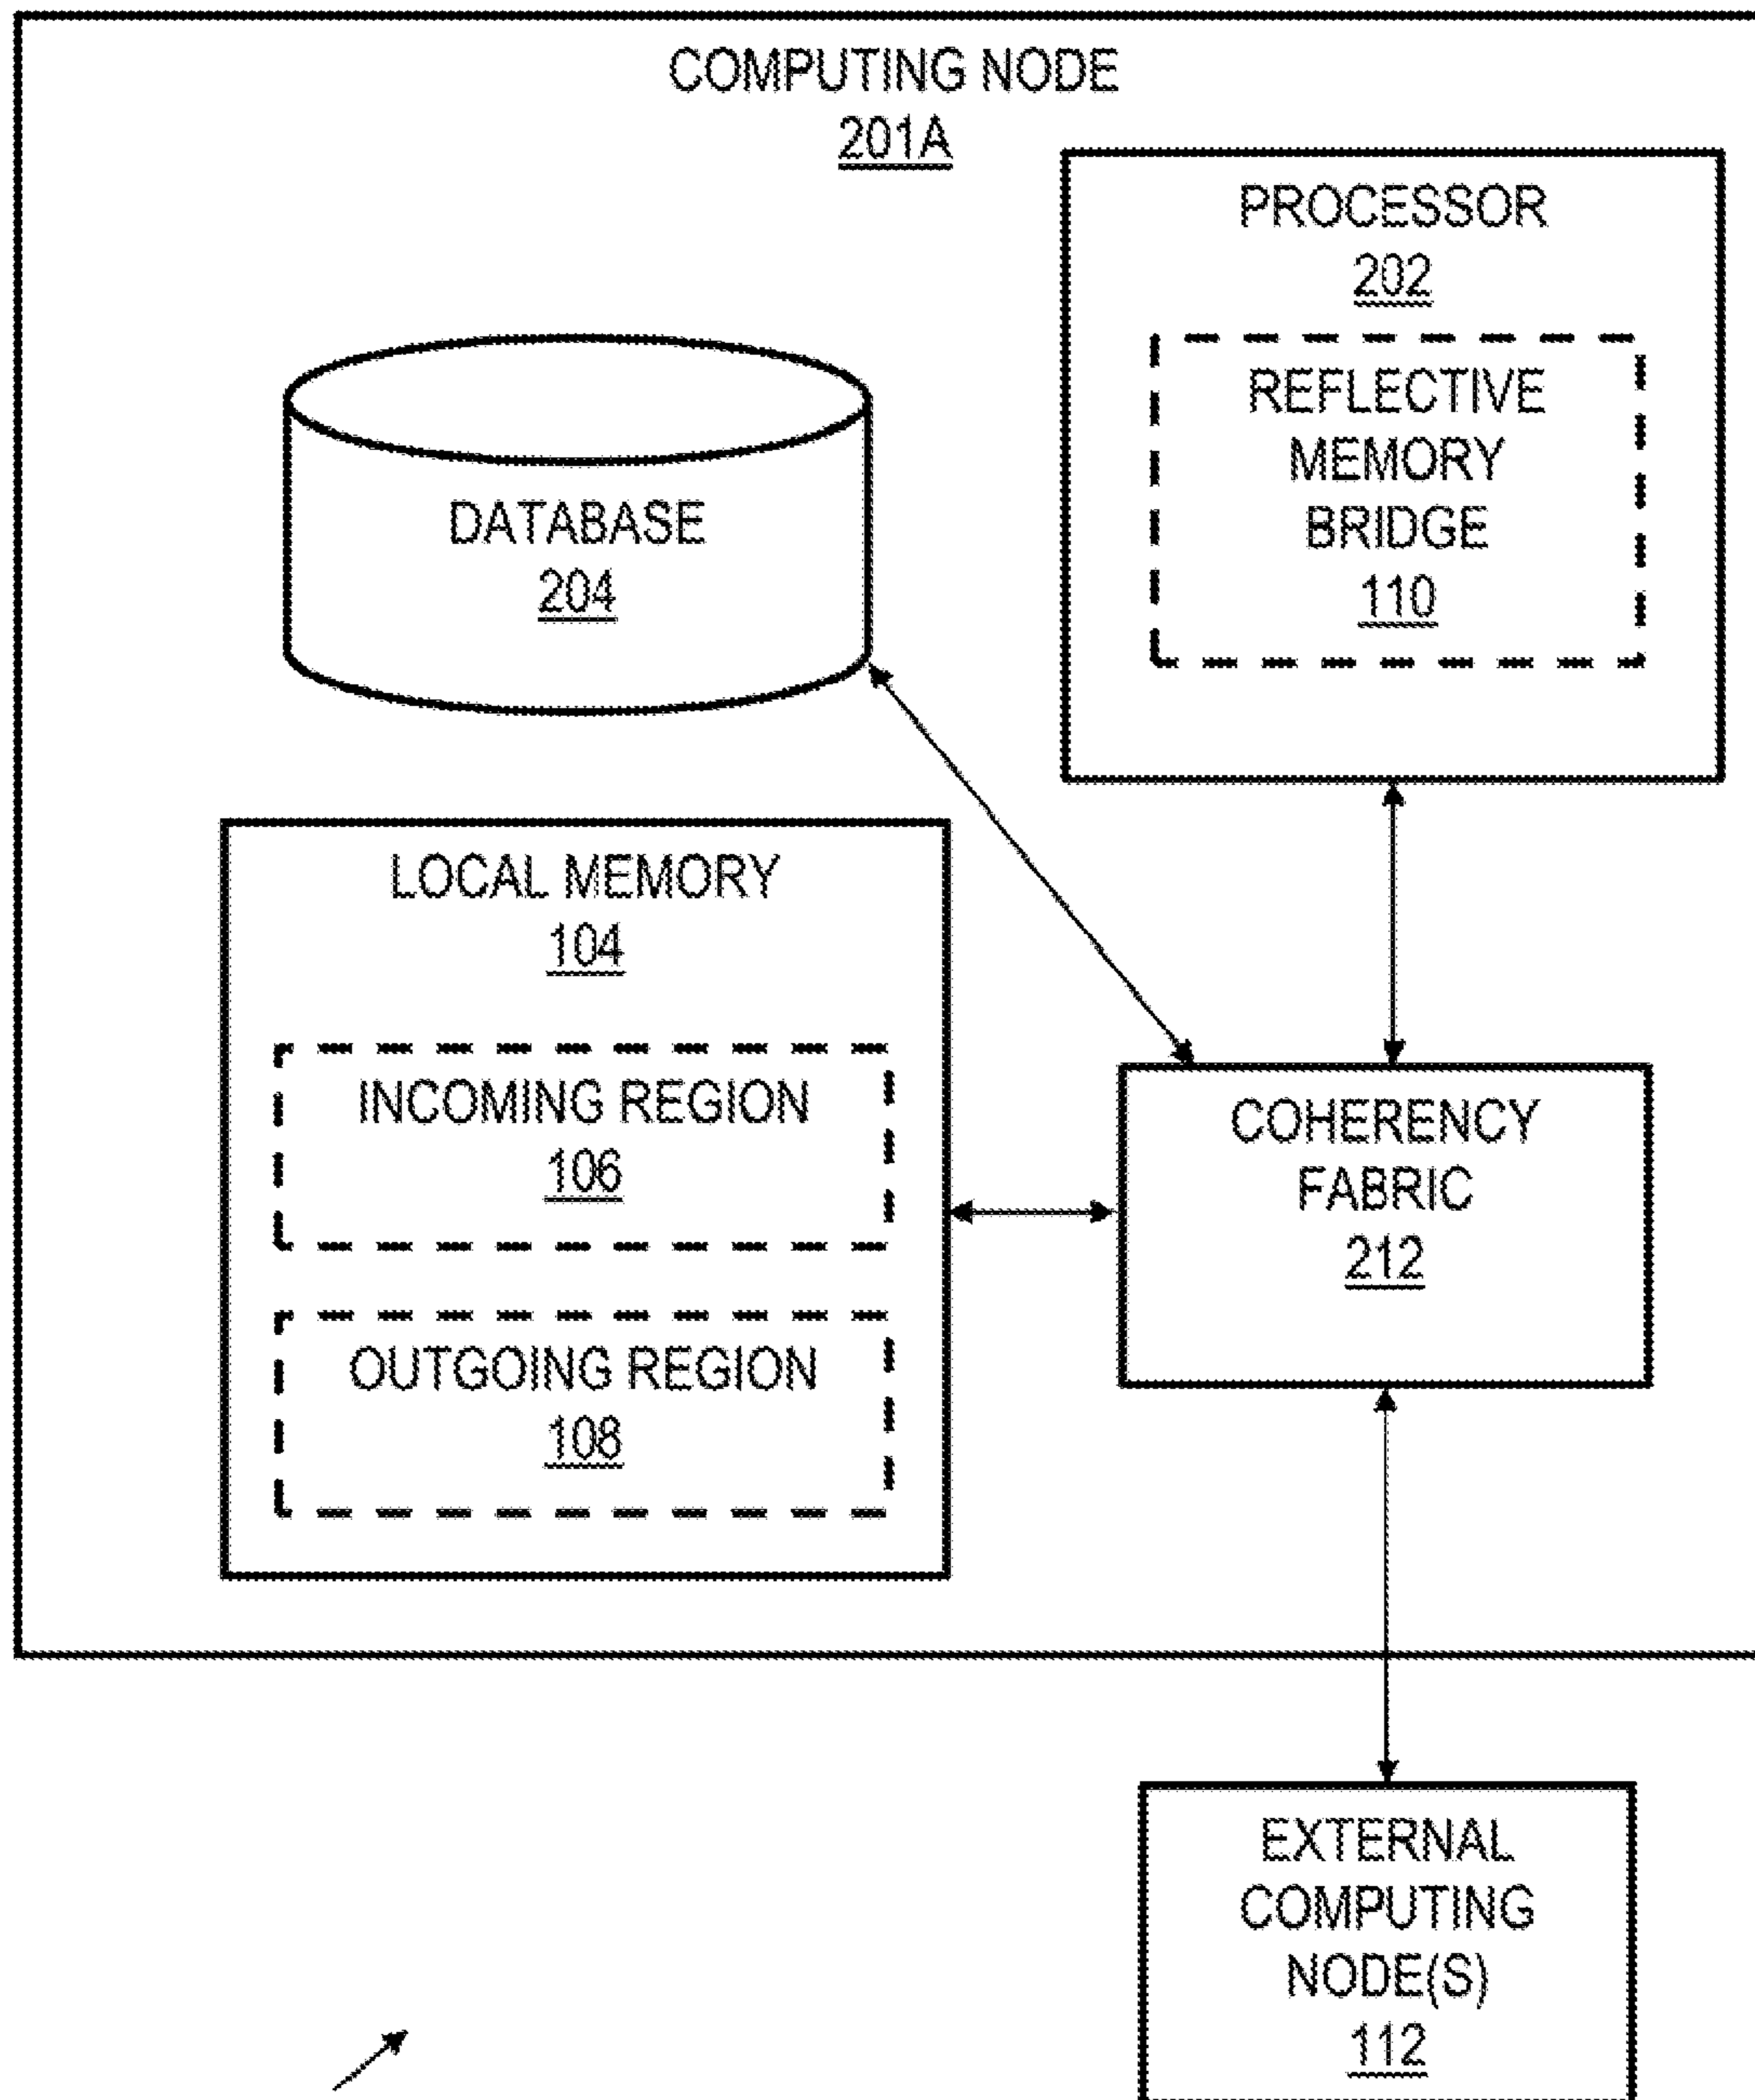 COMPUTING NODE
201A
PROCESSOR
202
REFLECTIVE
MEMORY
BRIDGE
110
DATABASE
204
LOCAL MEMORY
104
INCOMING REGION
106
OUTGOING REGION
108
COHERENCY
FABRIC
212
EXTERNAL
COMPUTING
NODE(S)
112